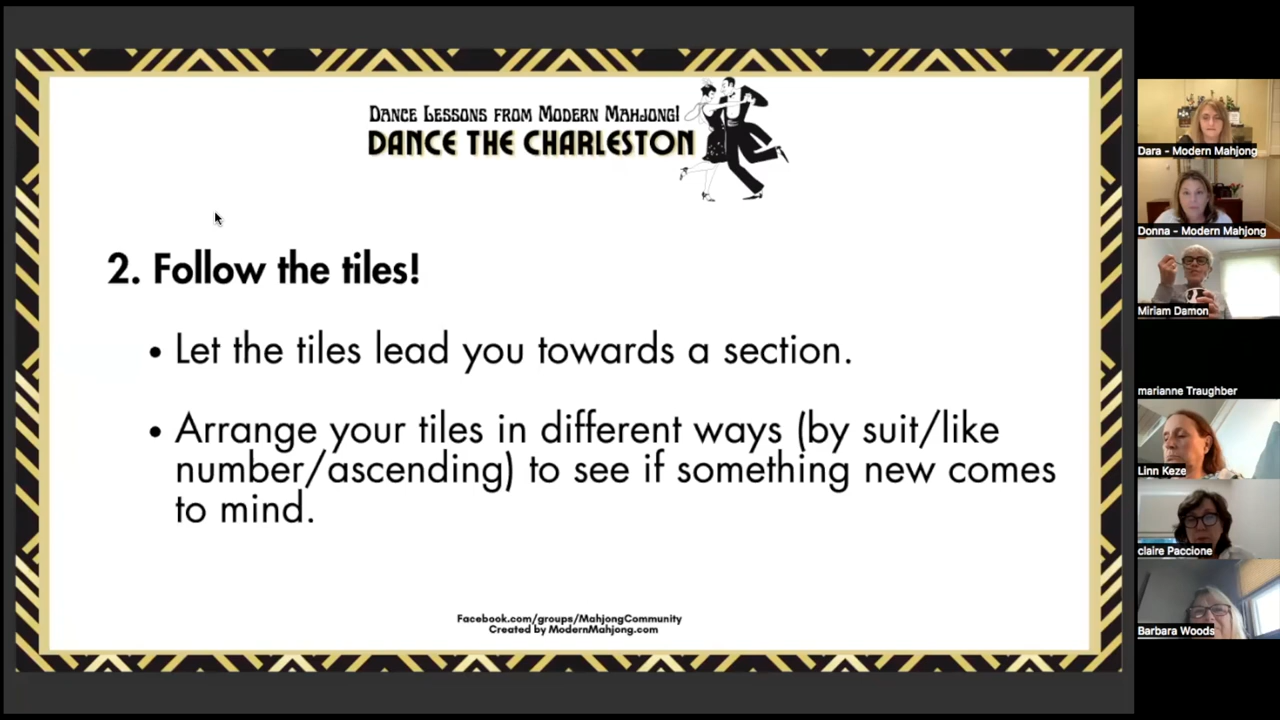 Dance Lessons from Modern Mahjong!
DANCE THE CHARLESTON
2. Follow the tiles!
• Let the tiles lead you towards a section.
• Arrange your tiles in different ways (by suit/like
number/ascending) to see if something new comes
to mind.
Facebook.com/groups/MahjongCommunity
Created by ModernMahjong.com
Dara - Modern Mahjong
Donna - Modern Mahjong
Miriam Damon
marianne Traughber
Linn Keze
claire Paccione
Barbara Woods